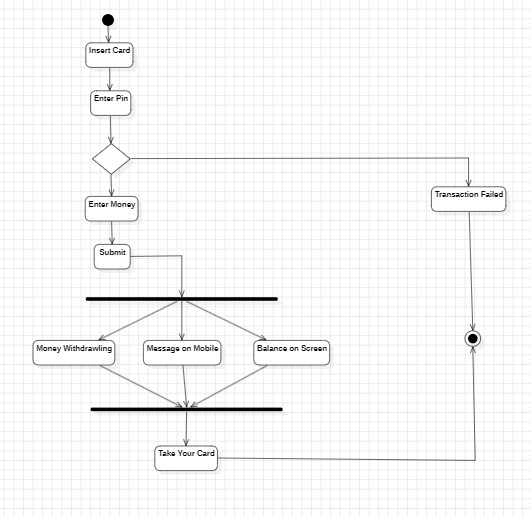 Insert Card
Enter Pin
Transaction Failed
Enter Money
Submit
Money Withdrawling
Message on Mobile
Balance on Screen
Take Your Card